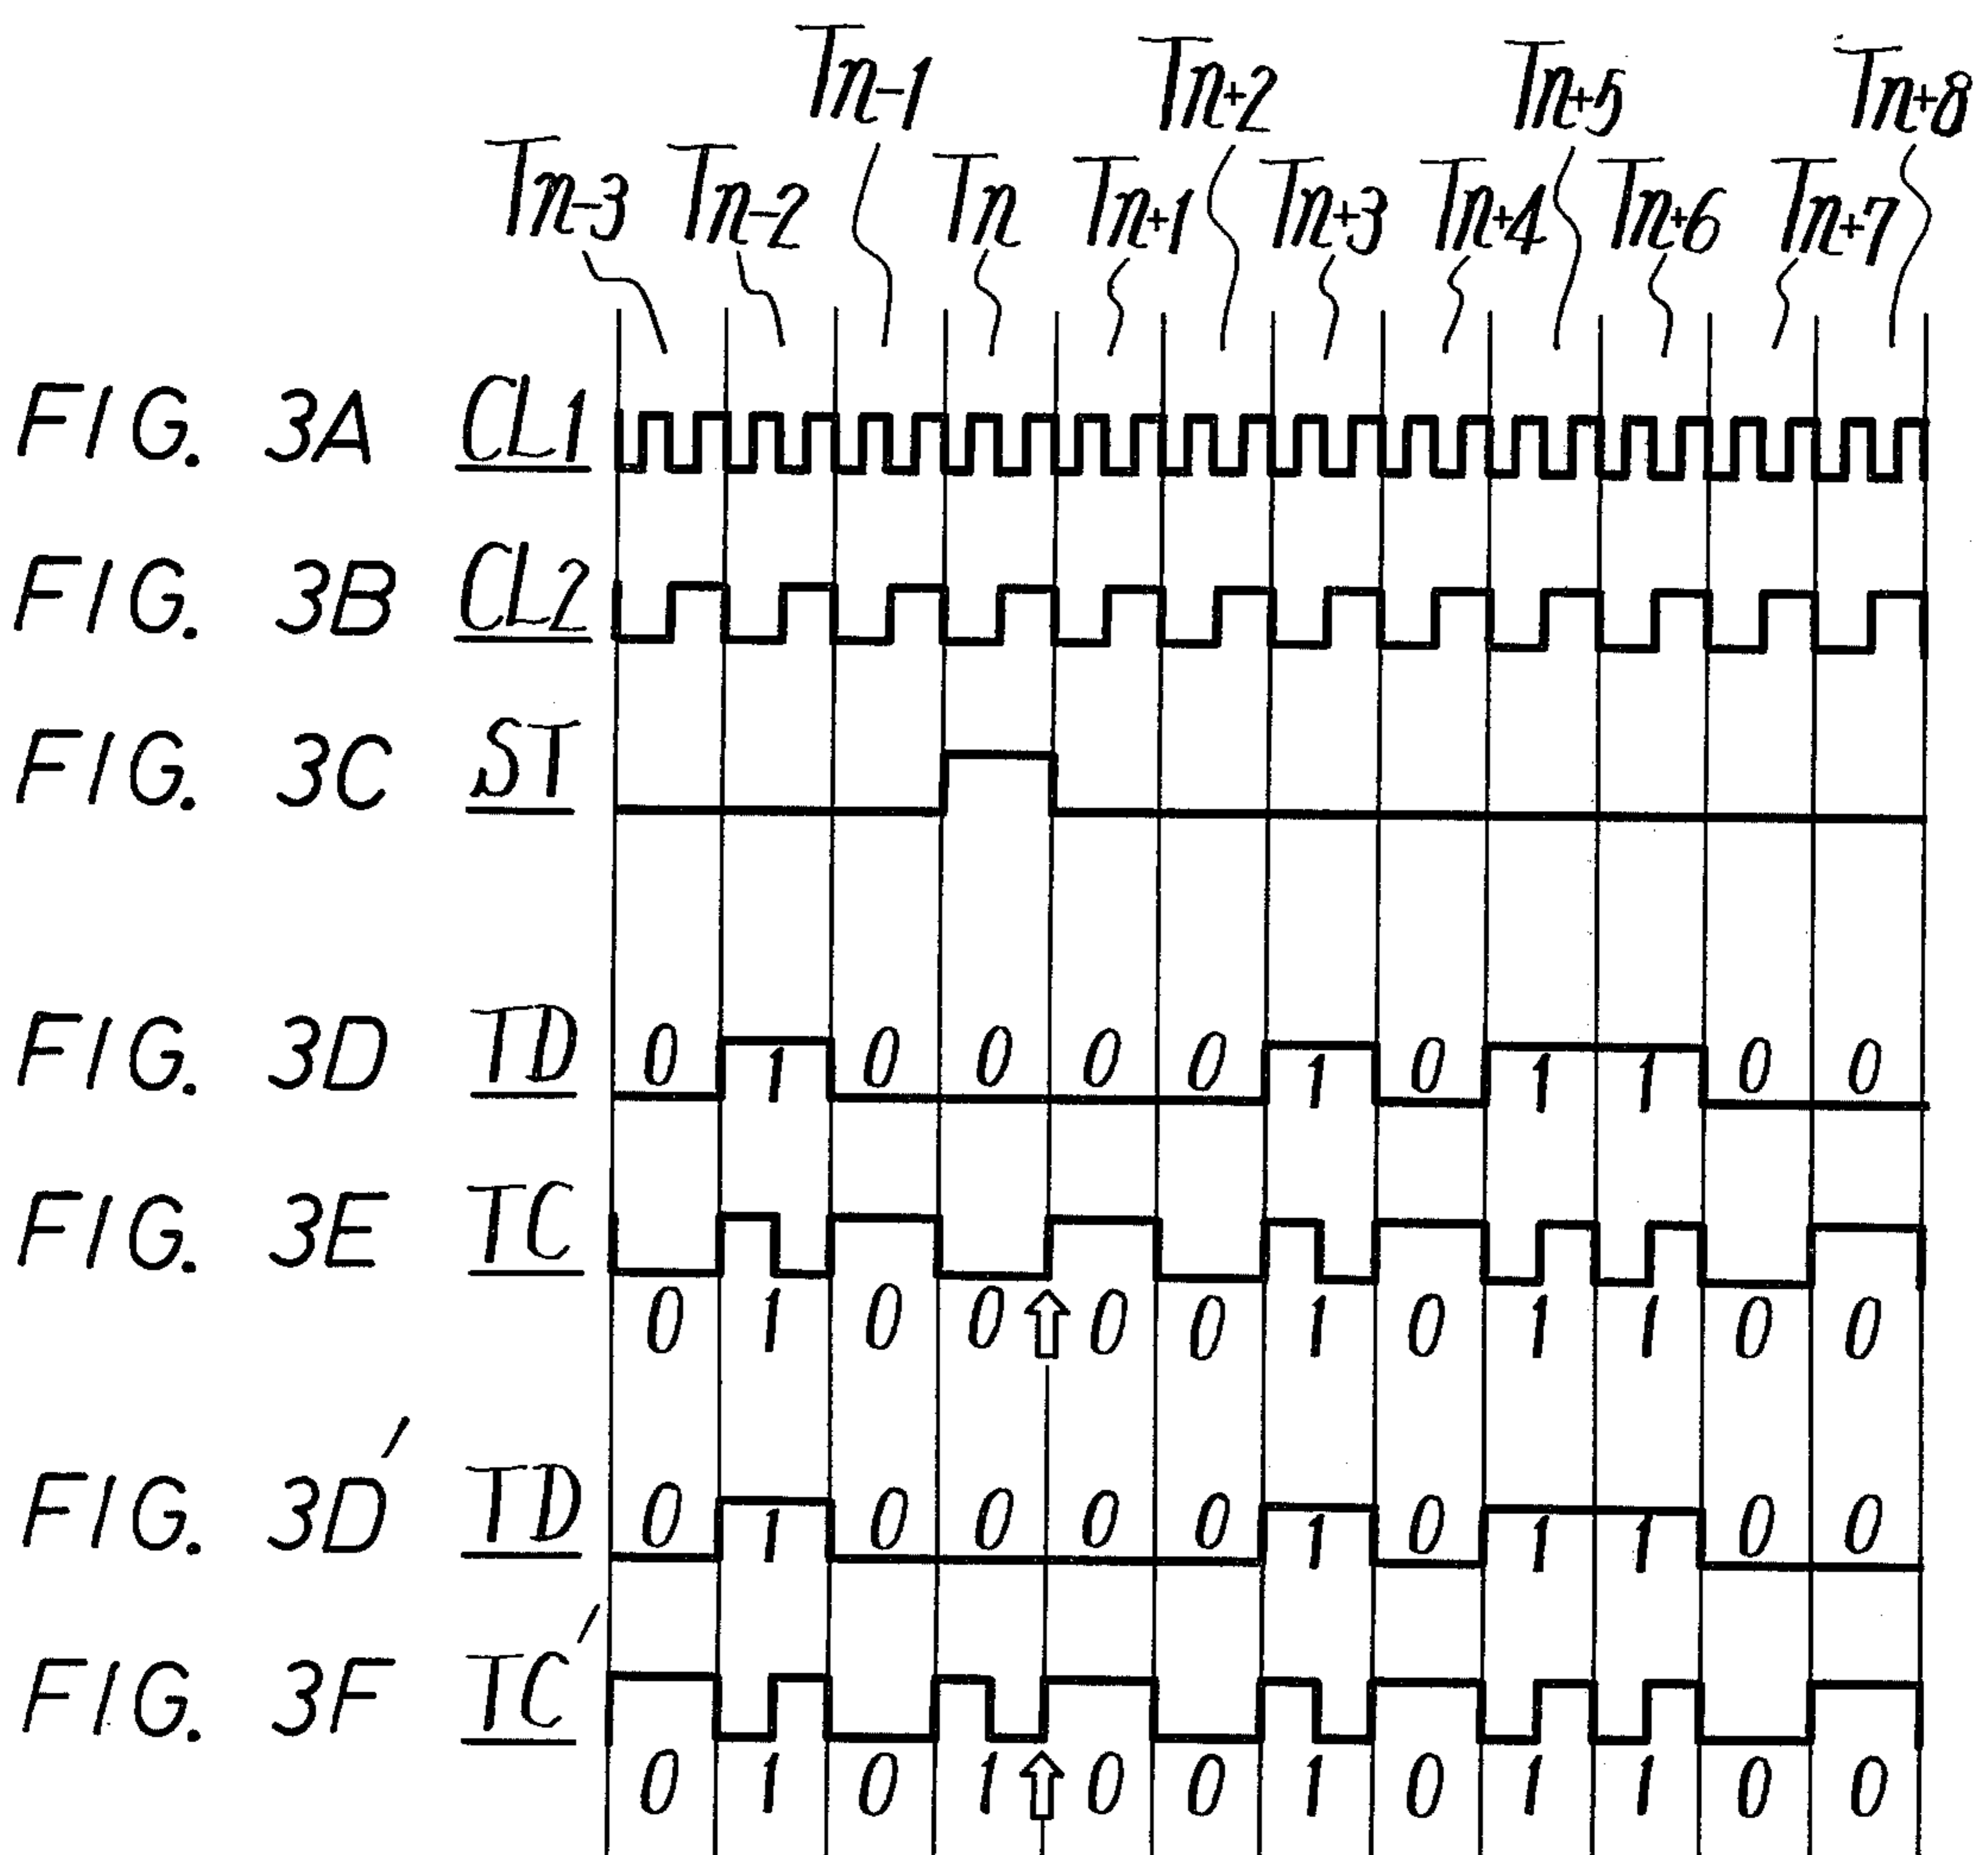 Tn-1 Tn+2 Tn+5 Tn+8
Tn-3 Tn-2 Tn Tn+1 Tn+3 Tn+4 Tn+6 Tn+7
FIG. 3A CL1
FIG. 3B CL2
FIG. 3C ST
FIG. 3D TD 0 1 0 0 0 0 1 0 1 1 0 0
FIG. 3E TC
0 1 0 0 0 0 1 0 1 1 0 0
FIG. 3D' TD 0 1 0 0 0 0 1 0 1 1 0 0
FIG. 3F TC'
0 1 0 1 0 0 1 0 1 1 0 0